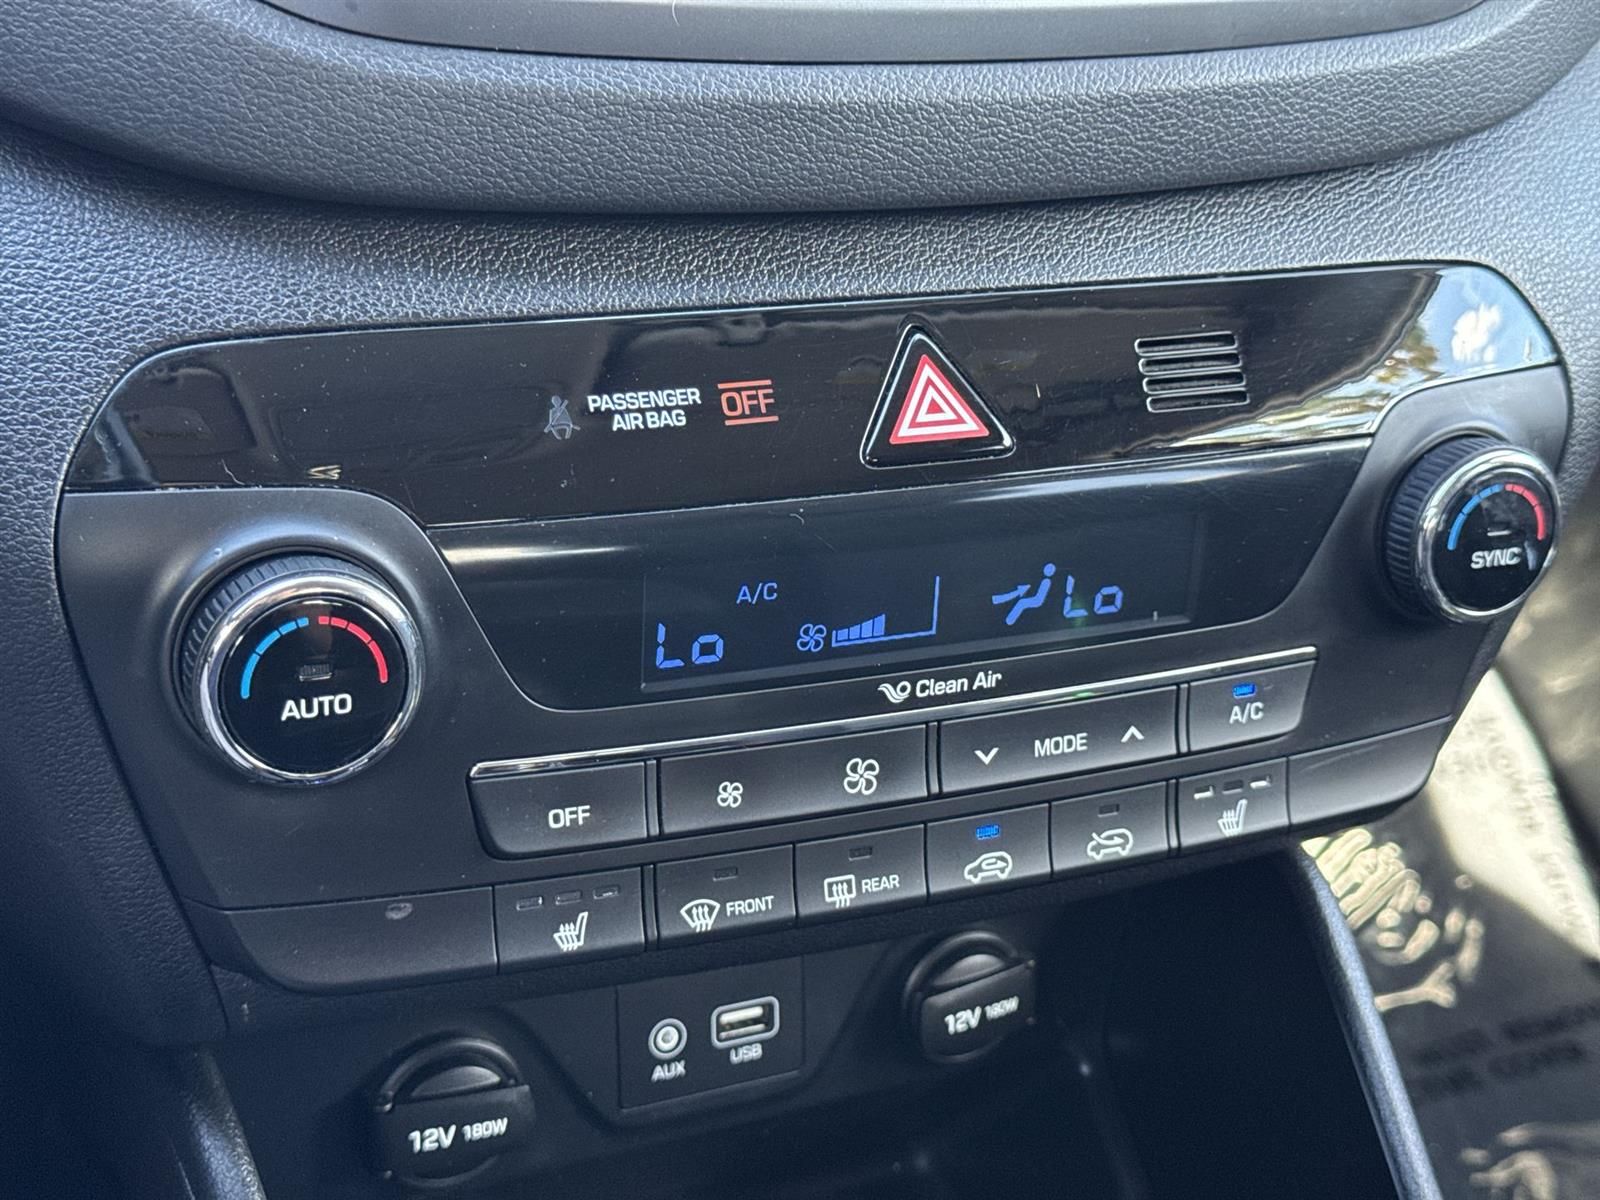 PASSENGER
AIR BAG
OFF
A/C
Lo
Lo
Clean Air
AUTO
SYNC
OFF
MODE
A/C
FRONT
REAR
AUX
USB
12V 180W
12V 180W